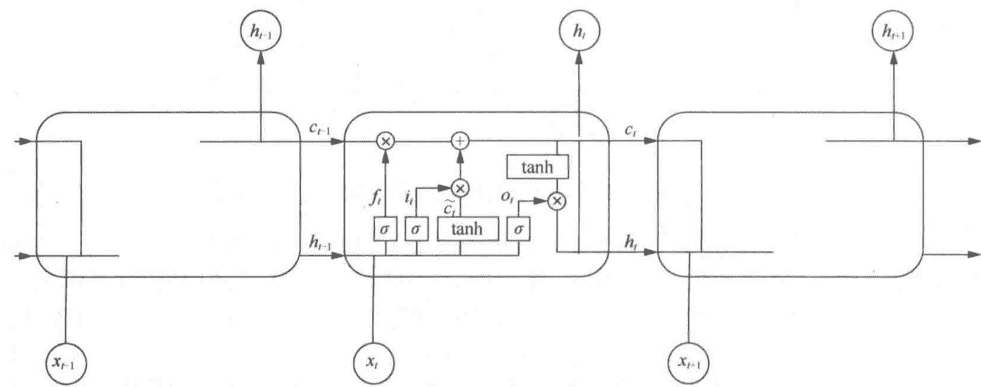 h_{t-1} h_t h_{t+1}
c_{t-1} × + c_t
tanh
f_t i_t × c̃_t o_t ×
σ σ tanh σ
h_{t-1} h_t
x_{t-1} x_t x_{t+1}